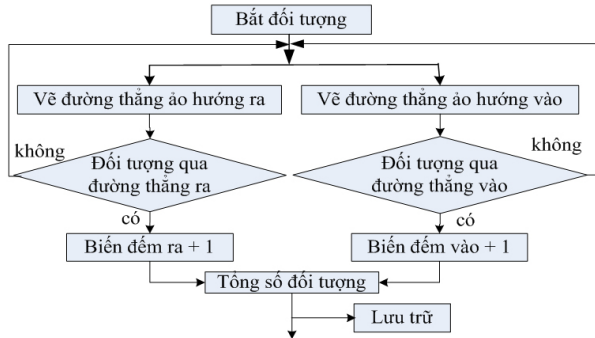 Bắt đối tượng
Vẽ đường thẳng ảo hướng ra
Vẽ đường thẳng ảo hướng vào
không
không
Đối tượng qua
đường thẳng ra
Đối tượng qua
đường thẳng vào
có
có
Biến đếm ra + 1
Biến đếm vào + 1
Tổng số đối tượng
Lưu trữ